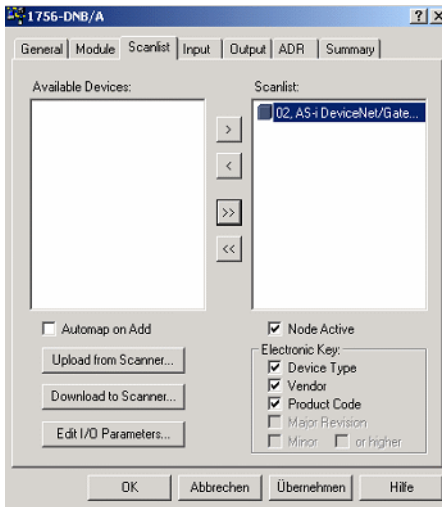 1756-DNB/A
General Module Scanlist Input Output ADR Summary
Available Devices:
Scanlist:
02, AS-i DeviceNet/Gate...
>
<
>>
<<
Automap on Add
Node Active
Upload from Scanner...
Electronic Key:
Device Type
Vendor
Download to Scanner...
Product Code
Major Revision
Edit I/O Parameters...
Minor or higher
OK Abbrechen Übernehmen Hilfe